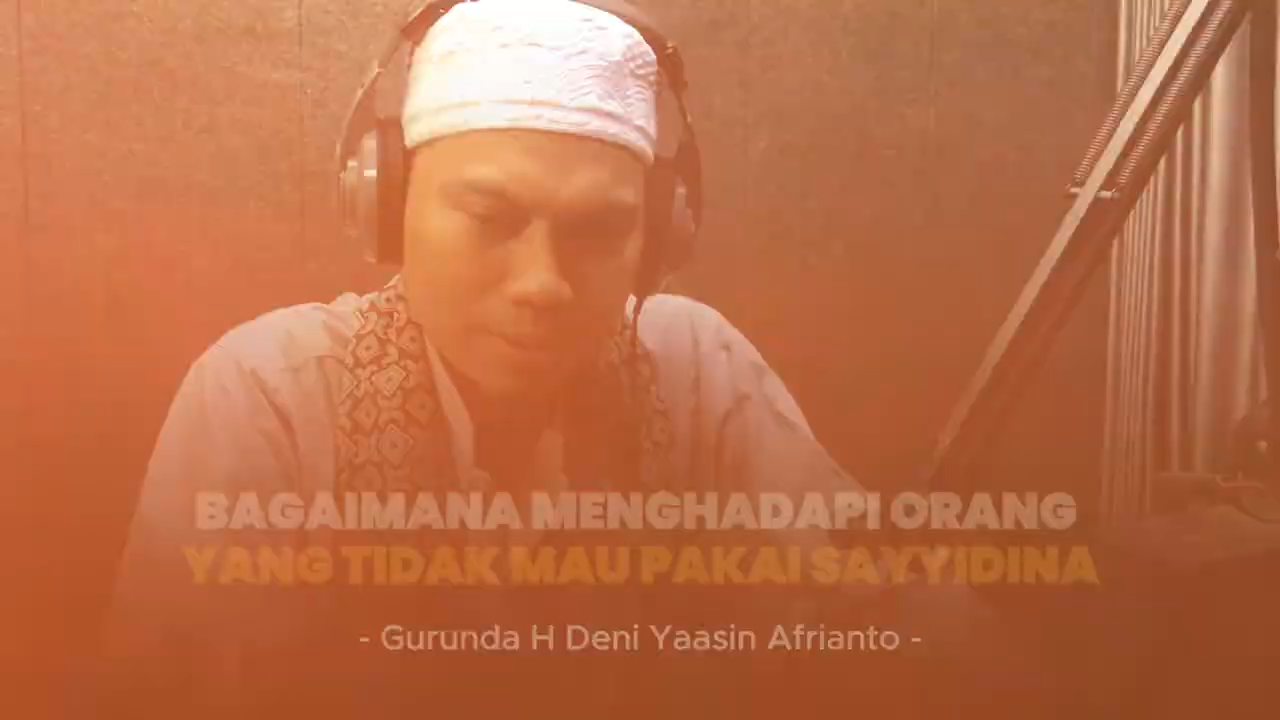 BAGAIMANA MENGHADAPI ORANG
YANG TIDAK MAU PAKAI SAYYIDINA
- Gurunda H Deni Yaasin Afrianto -